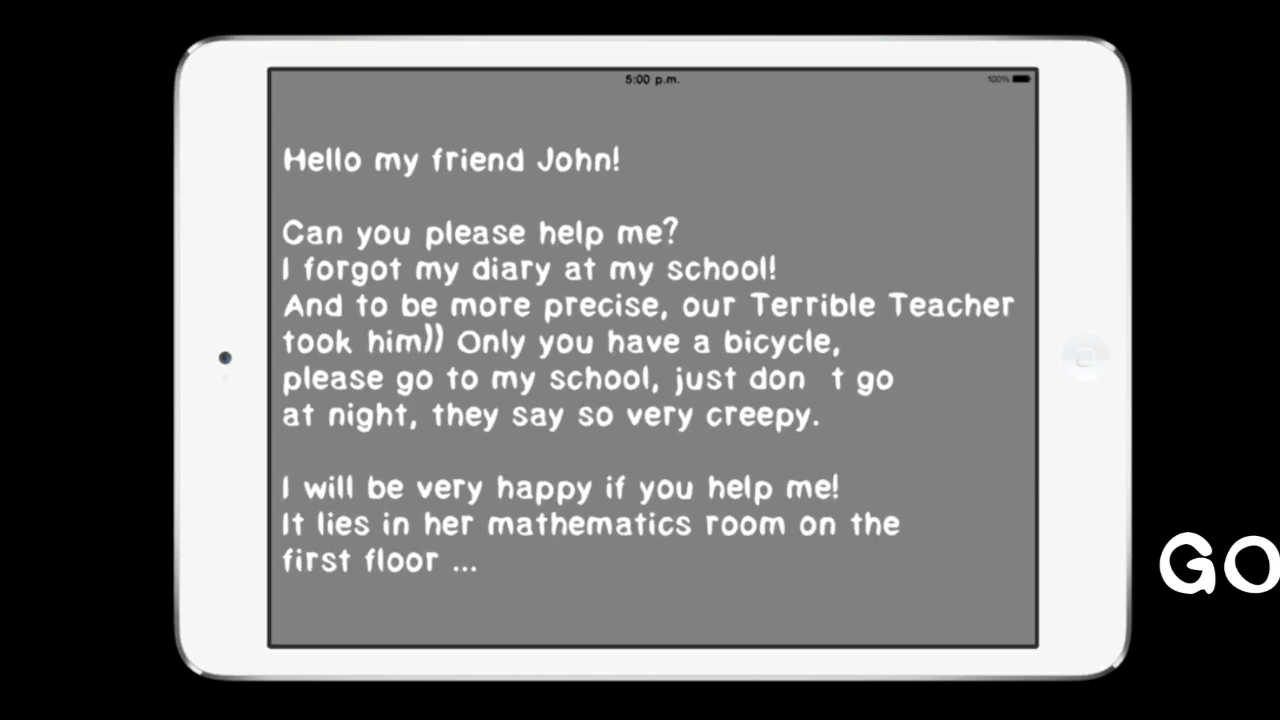 5:00 p.m.
100%
Hello my friend John!
Can you please help me?
I forgot my diary at my school!
And to be more precise, our Terrible Teacher
took him)) Only you have a bicycle,
please go to my school, just don  t go
at night, they say so very creepy.
I will be very happy if you help me!
It lies in her mathematics room on the
first floor ...
GO